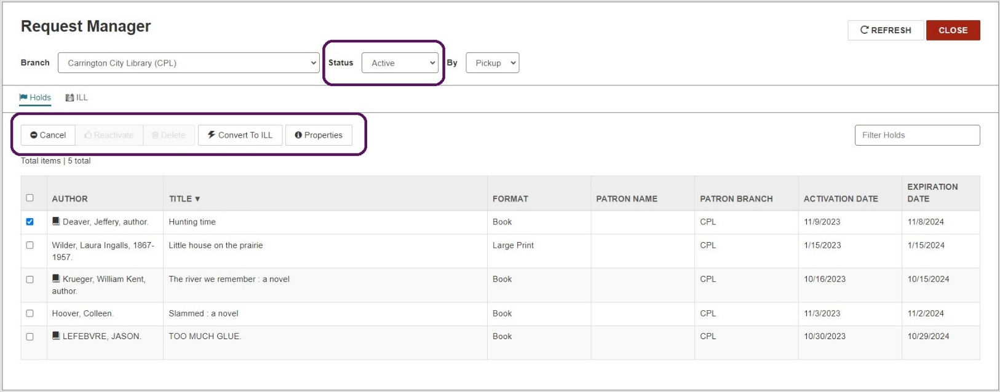 Request Manager
REFRESH CLOSE
Branch Carrington City Library (CPL) Status Active By Pickup
Holds ILL
Cancel Reactivate Delete Convert To ILL Properties Filter Holds
Total items | 5 total
AUTHOR TITLE ▼ FORMAT PATRON NAME PATRON BRANCH ACTIVATION DATE EXPIRATION DATE
Deaver, Jeffery, author. Hunting time Book CPL 11/9/2023 11/8/2024
Wilder, Laura Ingalls, 1867-1957. Little house on the prairie Large Print CPL 1/15/2023 1/15/2024
Krueger, William Kent, author. The river we remember : a novel Book CPL 10/16/2023 10/15/2024
Hoover, Colleen. Slammed : a novel Book CPL 11/3/2023 11/2/2024
LEFEBVRE, JASON. TOO MUCH GLUE. Book CPL 10/30/2023 10/29/2024